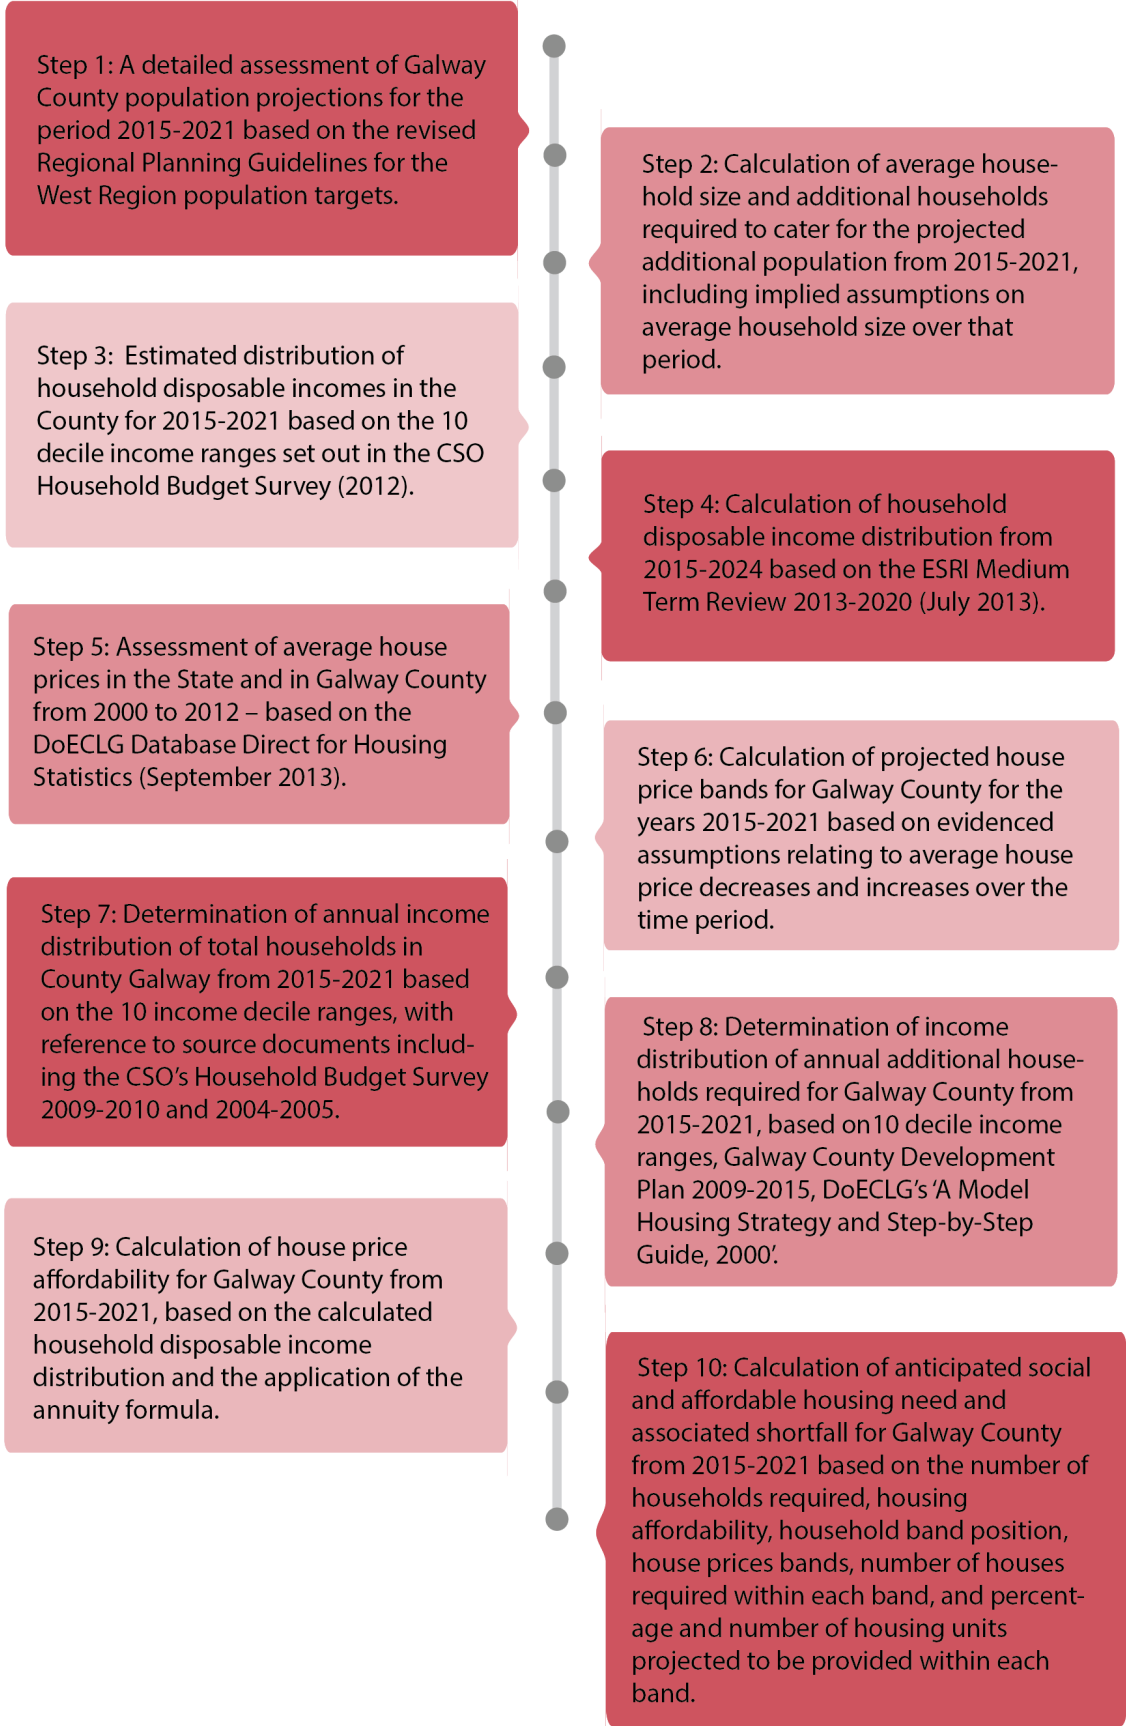 Step 1: A detailed assessment of Galway
County population projections for the
period 2015-2021 based on the revised
Regional Planning Guidelines for the
West Region population targets.
Step 2: Calculation of average house-
hold size and additional households
required to cater for the projected
additional population from 2015-2021,
including implied assumptions on
average household size over that
period.
Step 3:  Estimated distribution of
household disposable incomes in the
County for 2015-2021 based on the 10
decile income ranges set out in the CSO
Household Budget Survey (2012).
Step 4: Calculation of household
disposable income distribution from
2015-2024 based on the ESRI Medium
Term Review 2013-2020 (July 2013).
Step 5: Assessment of average house
prices in the State and in Galway County
from 2000 to 2012 – based on the
DoECLG Database Direct for Housing
Statistics (September 2013).
Step 6: Calculation of projected house
price bands for Galway County for the
years 2015-2021 based on evidenced
assumptions relating to average house
price decreases and increases over the
time period.
Step 7: Determination of annual income
distribution of total households in
County Galway from 2015-2021 based
on the 10 income decile ranges, with
reference to source documents includ-
ing the CSO’s Household Budget Survey
2009-2010 and 2004-2005.
Step 8: Determination of income
distribution of annual additional house-
holds required for Galway County from
2015-2021, based on10 decile income
ranges, Galway County Development
Plan 2009-2015, DoECLG’s ‘A Model
Housing Strategy and Step-by-Step
Guide, 2000’.
Step 9: Calculation of house price
affordability for Galway County from
2015-2021, based on the calculated
household disposable income
distribution and the application of the
annuity formula.
Step 10: Calculation of anticipated social
and affordable housing need and
associated shortfall for Galway County
from 2015-2021 based on the number of
households required, housing
affordability, household band position,
house prices bands, number of houses
required within each band, and percent-
age and number of housing units
projected to be provided within each
band.